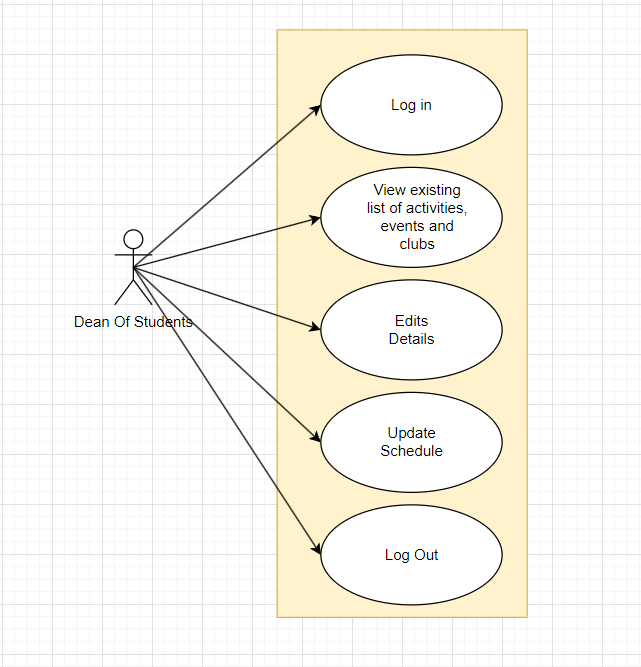 Log in
View existing
list of activities,
events and
clubs
Dean Of Students
Edits
Details
Update
Schedule
Log Out